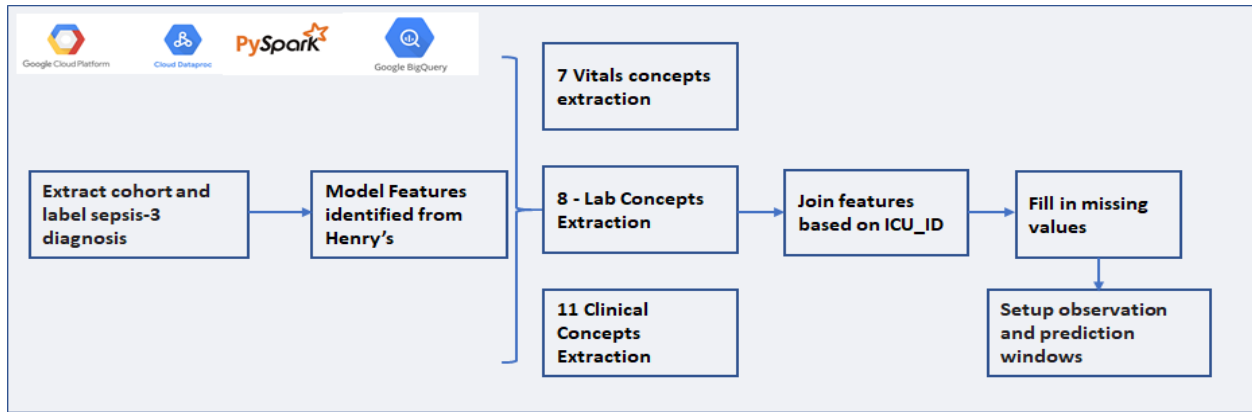 Google Cloud Platform
Cloud Dataproc
PySpark
Google BigQuery
7 Vitals concepts
extraction
Extract cohort and
label sepsis-3
diagnosis
Model Features
identified from
Henry's
8 - Lab Concepts
Extraction
Join features
based on ICU_ID
Fill in missing
values
11 Clinical
Concepts
Extraction
Setup observation
and prediction
windows